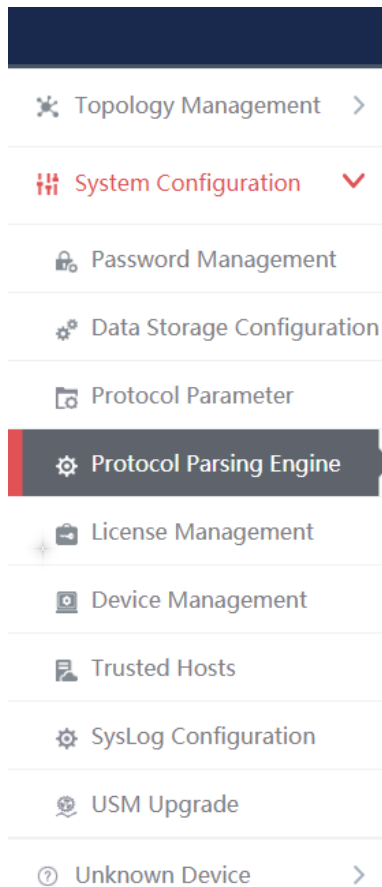 Topology Management
System Configuration
Password Management
Data Storage Configuration
Protocol Parameter
Protocol Parsing Engine
License Management
Device Management
Trusted Hosts
SysLog Configuration
USM Upgrade
Unknown Device